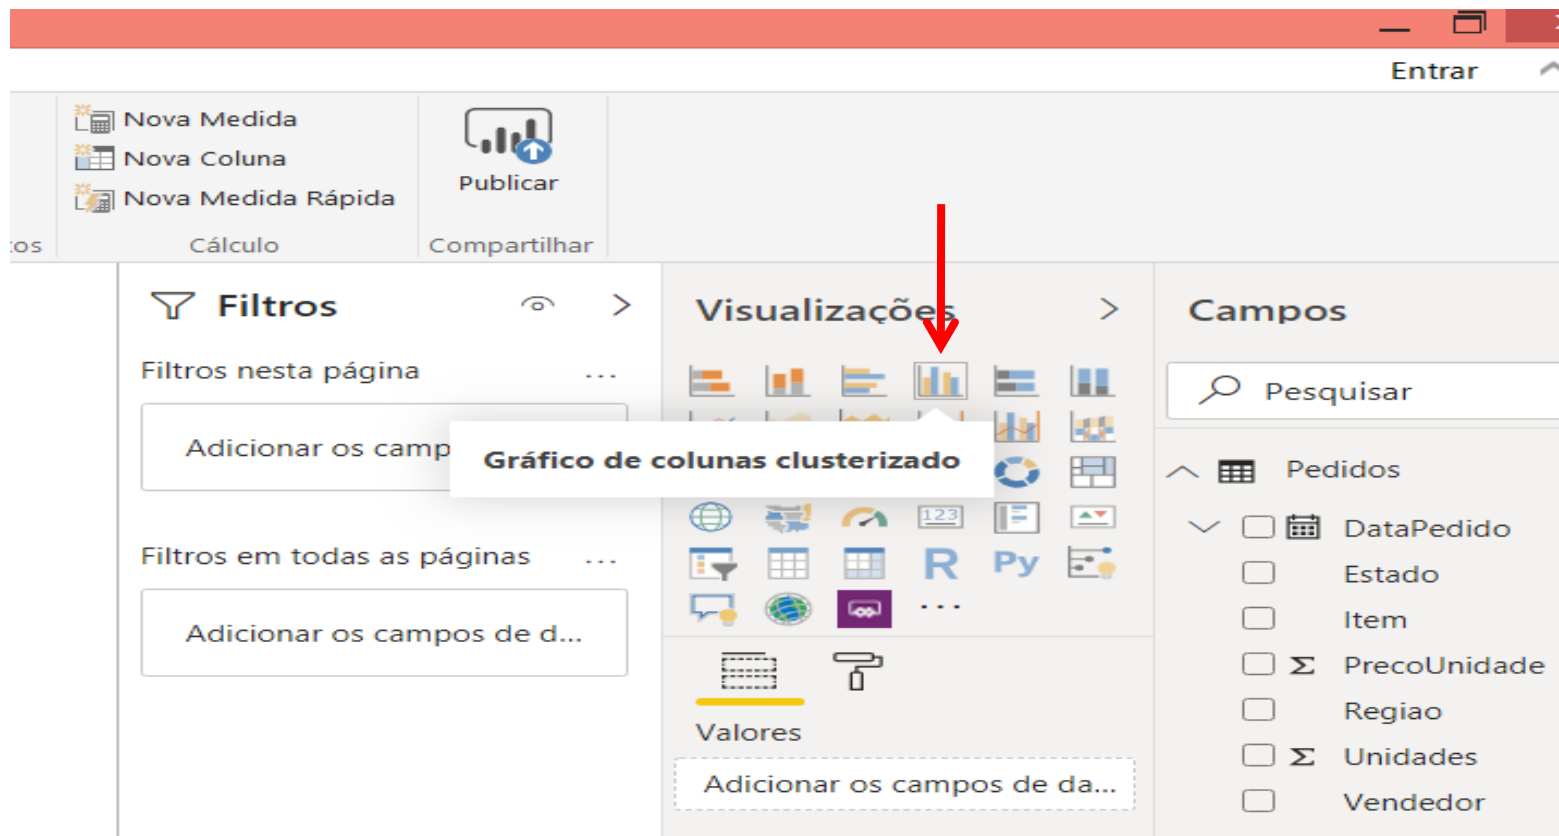 Entrar
Nova Medida
Nova Coluna
Nova Medida Rápida
Publicar
Cálculo
Compartilhar
Filtros
Filtros nesta página
...
Adicionar os camp
Filtros em todas as páginas
...
Adicionar os campos de d...
Visualizações
Gráfico de colunas clusterizado
123
R
Py
...
Valores
Adicionar os campos de da...
Campos
Pesquisar
Pedidos
DataPedido
Estado
Item
Σ PrecoUnidade
Regiao
Σ Unidades
Vendedor